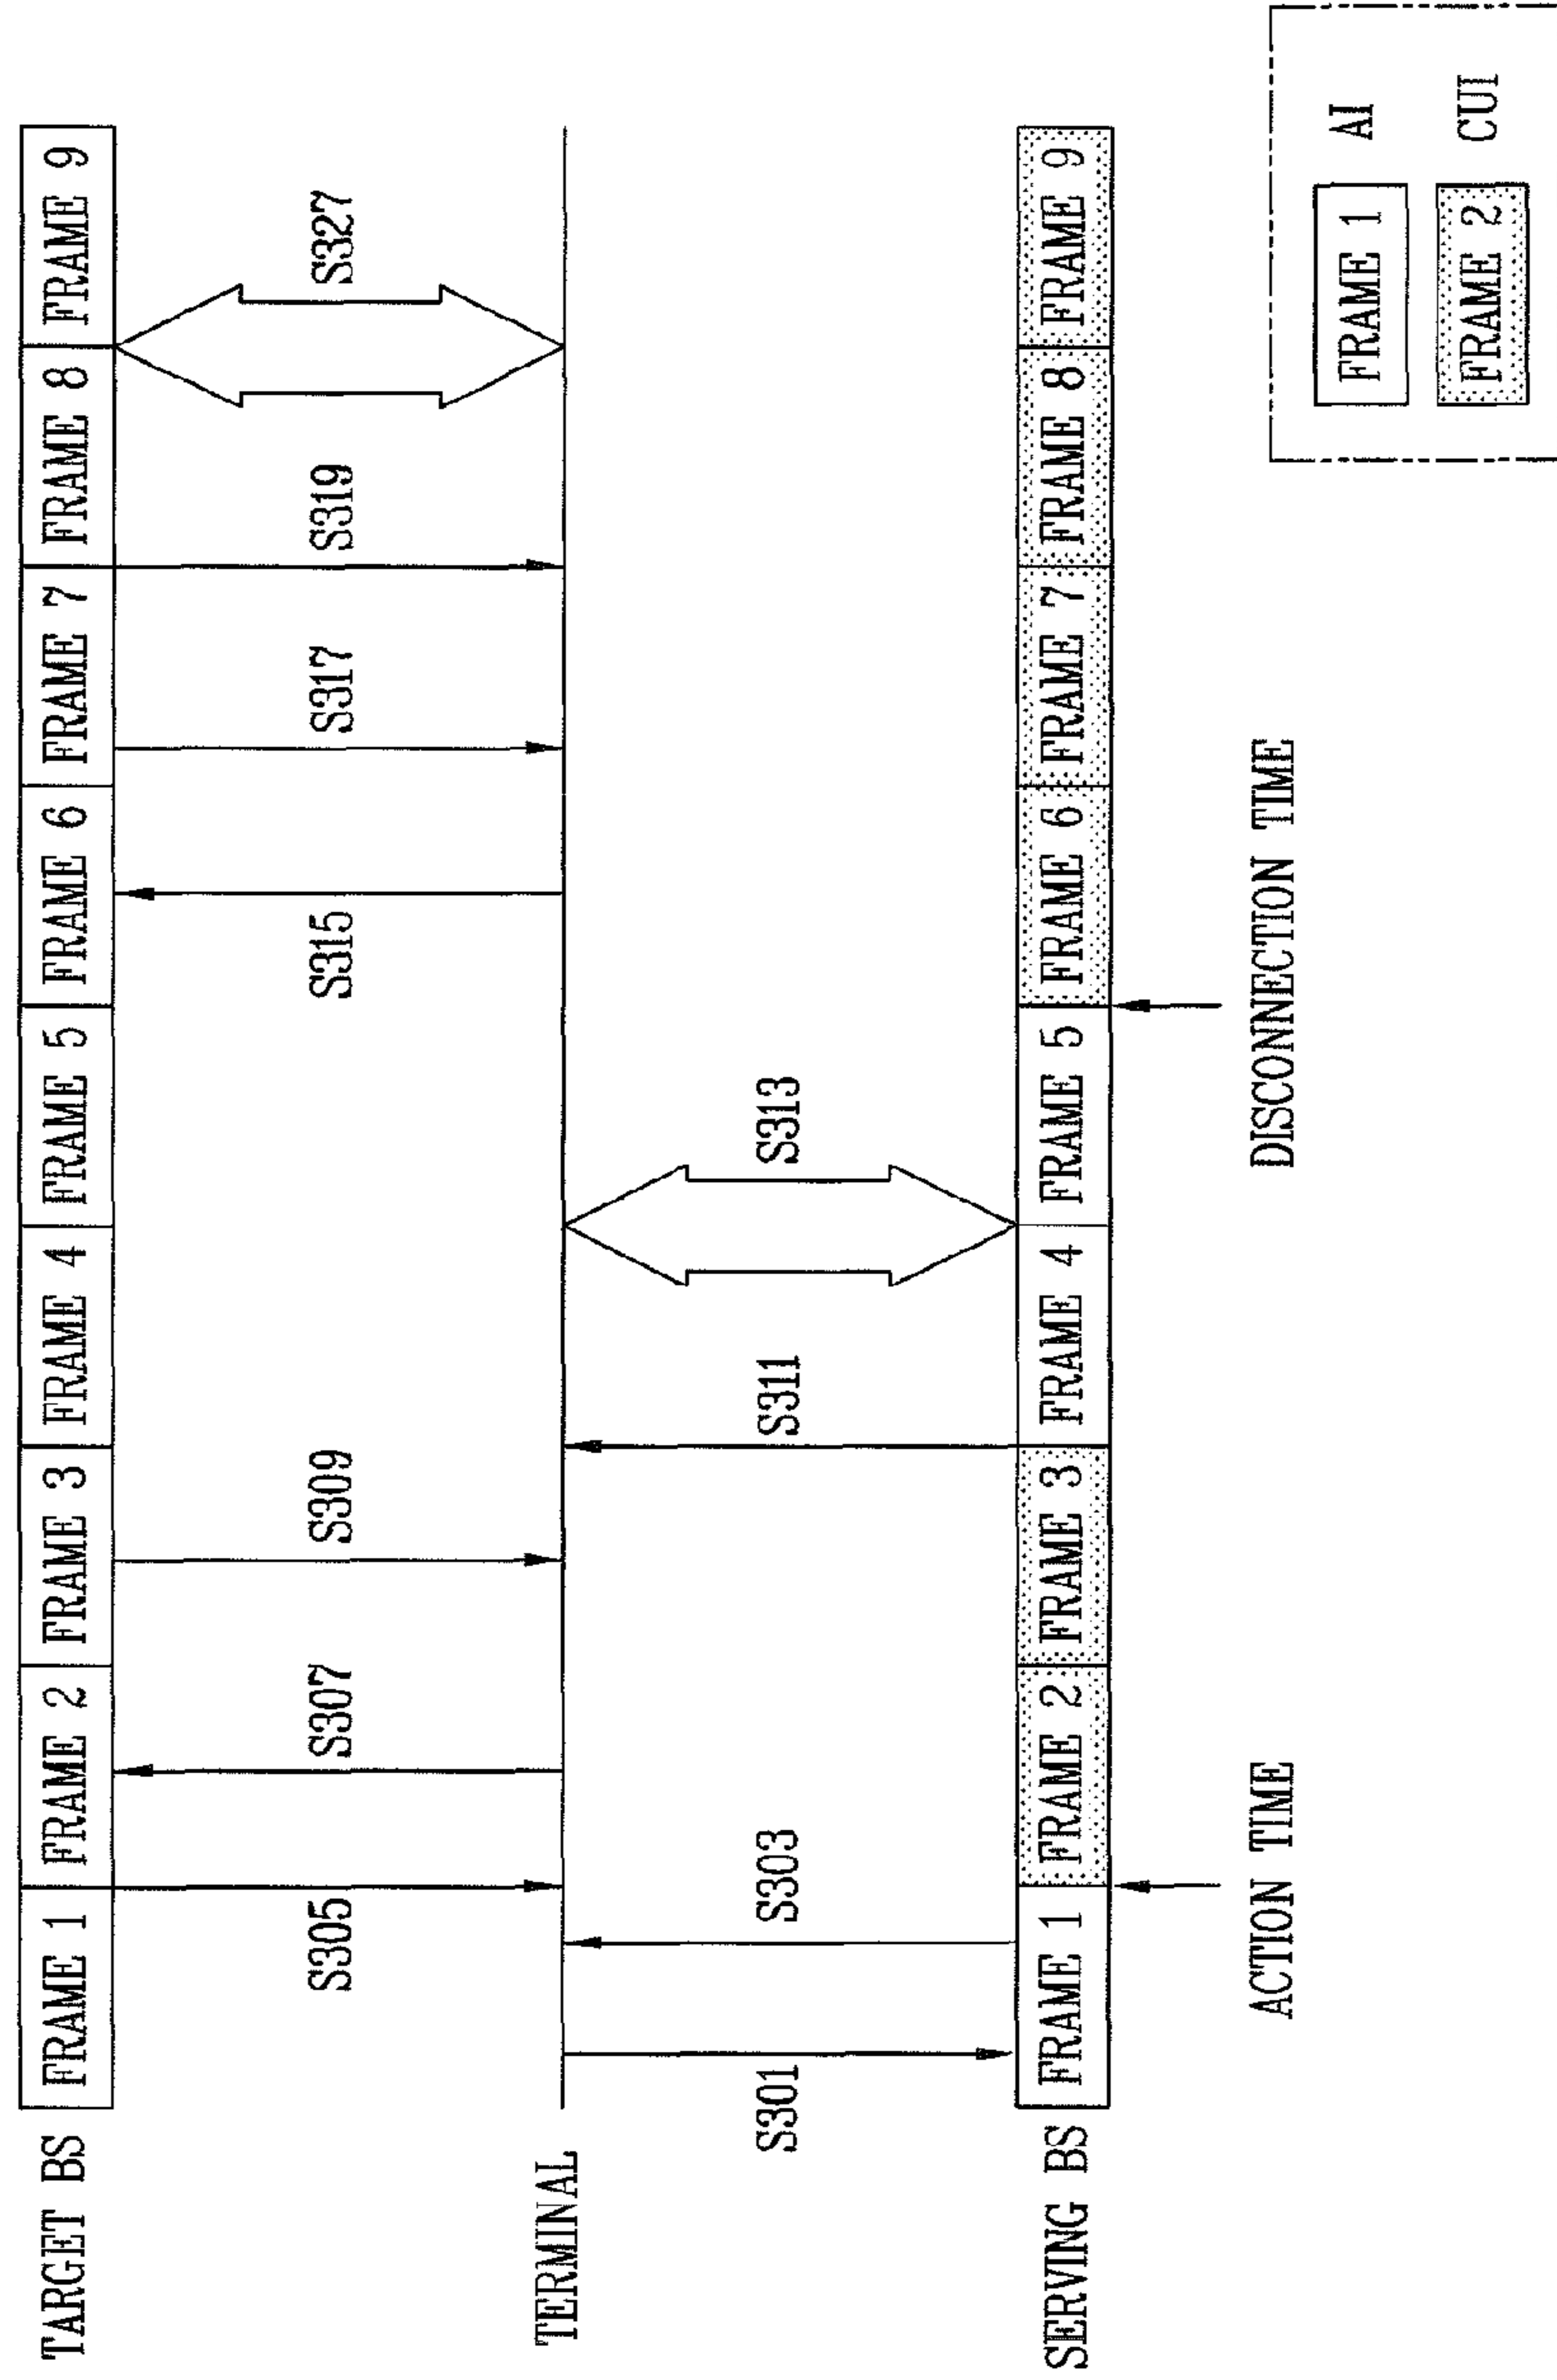 TARGET BS
FRAME 1 FRAME 2 FRAME 3 FRAME 4 FRAME 5 FRAME 6 FRAME 7 FRAME 8 FRAME 9
S305 S307 S309 S315 S317 S319 S327
TERMINAL
S301 S303 S311 S313
SERVING BS
FRAME 1 FRAME 2 FRAME 3 FRAME 4 FRAME 5 FRAME 6 FRAME 7 FRAME 8 FRAME 9
ACTION TIME
DISCONNECTION TIME
FRAME 1 AI
FRAME 2 CUI